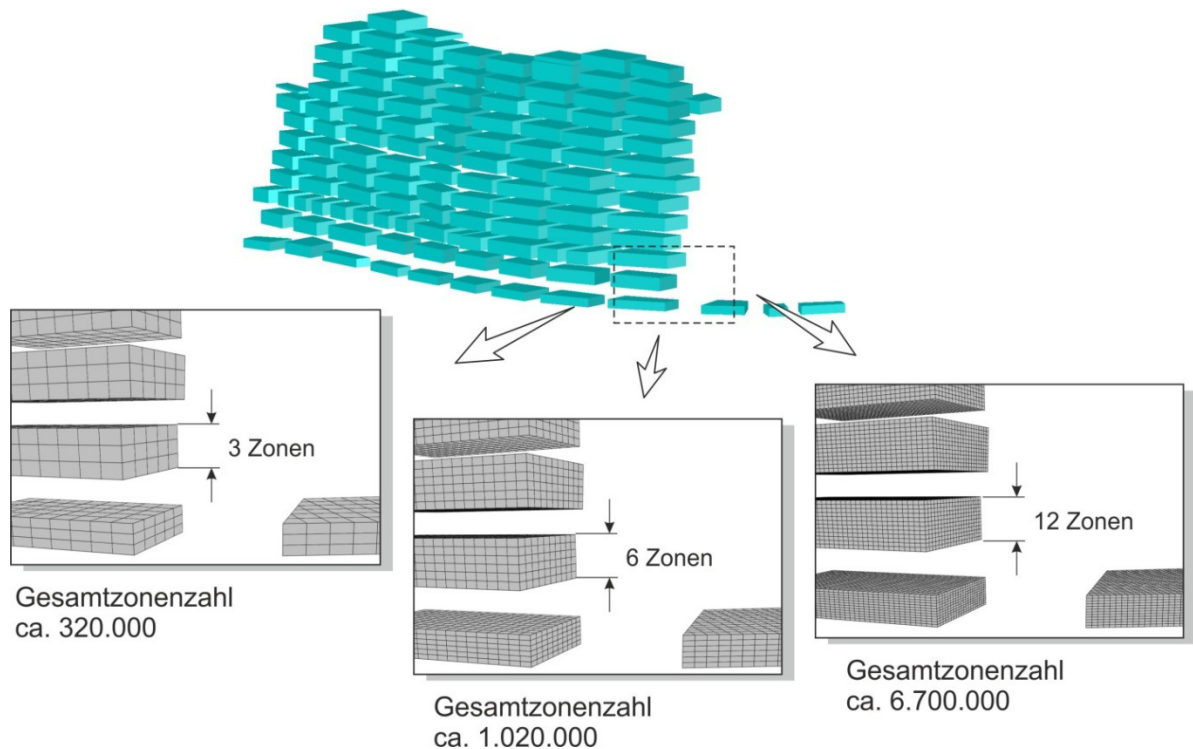 3 Zonen
Gesamtzonenzahl
ca. 320.000
6 Zonen
Gesamtzonenzahl
ca. 1.020.000
12 Zonen
Gesamtzonenzahl
ca. 6.700.000